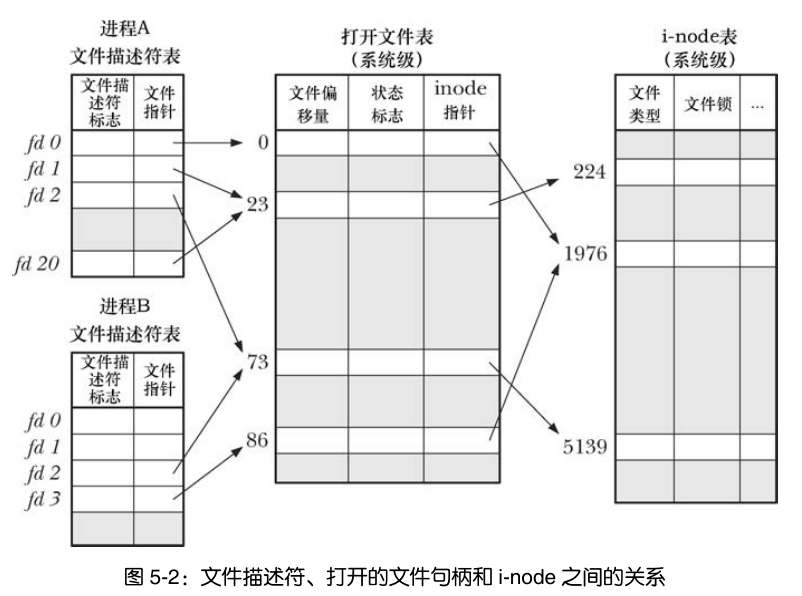 进程A
文件描述符表
文件描
述符
标志
文件
指针
fd 0
fd 1
fd 2
fd 20
进程B
文件描述符表
文件描
述符
标志
文件
指针
fd 0
fd 1
fd 2
fd 3
打开文件表
(系统级)
文件偏
移量
状态
标志
inode
指针
0
23
73
86
i-node表
(系统级)
文件
类型
文件锁
...
224
1976
5139
图 5-2：文件描述符、打开的文件句柄和 i-node 之间的关系